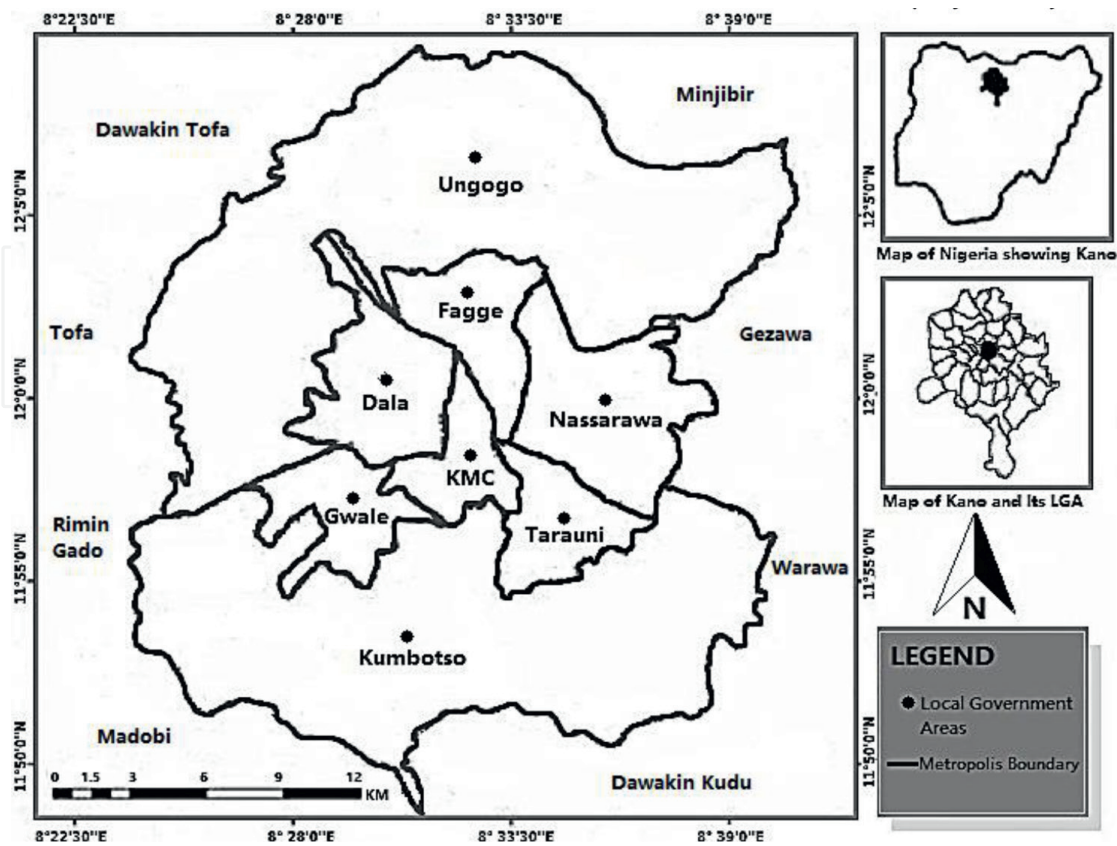 8°22'30"E
8° 28'0"E
8° 33'30"E
8° 39'0"E
Minjibir
Dawakin Tofa
Ungogo
12°5'0"N
12°5'0"N
Map of Nigeria showing Kano
Fagge
Tofa
Gezawa
Dala
Nassarawa
12°0'0"N
12°0'0"N
KMC
Map of Kano and Its LGA
Gwale
Tarauni
Rimin
Gado
Warawa
11°55'0"N
11°55'0"N
N
Kumbotso
LEGEND
Local Government
Areas
Metropolis Boundary
Madobi
Dawakin Kudu
11°50'0"N
11°50'0"N
0 1.5 3 6 9 12
KM
8°22'30"E
8° 28'0"E
8° 33'30"E
8° 39'0"E